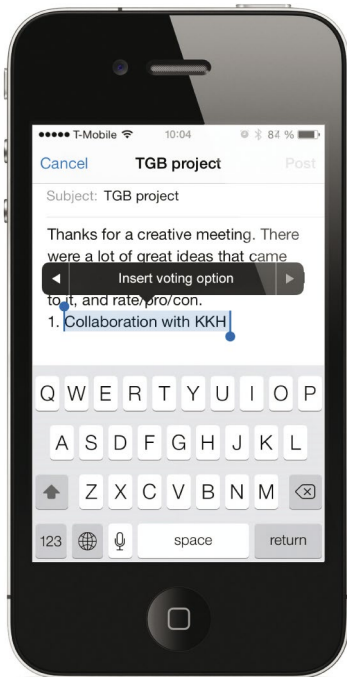 T-Mobile 10:04 84 %
Cancel TGB project Post
Subject: TGB project
Thanks for a creative meeting. There
were a lot of great ideas that came
Insert voting option
to it, and rate/pro/con.
1. Collaboration with KKH
Q W E R T Y U I O P
A S D F G H J K L
Z X C V B N M
123 space return